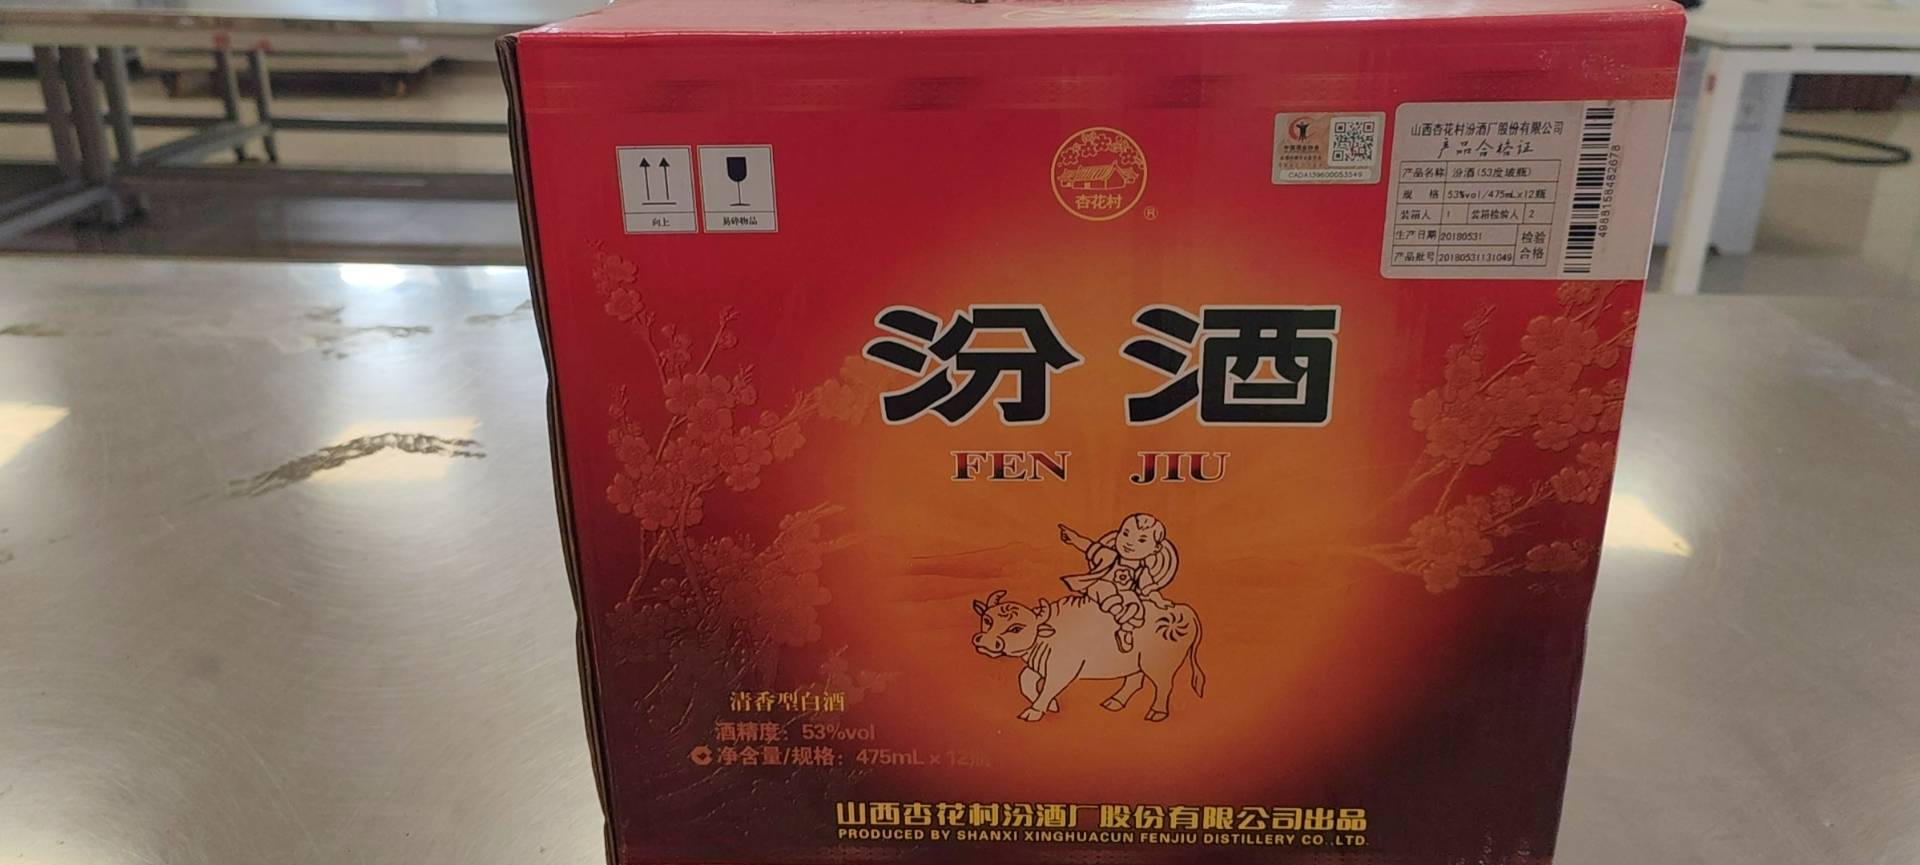 向上
易碎物品
杏花村
®
CADA139600053549
山西杏花村汾酒厂股份有限公司
产品合格证
产品名称 汾酒(53度玻瓶)
规 格 53%vol/475mL×12瓶
装箱人 1 装箱检验人 2
生产日期 20180531 检验
产品批号 20180531131049 合格
49881584882678
汾酒
FEN JIU
清香型白酒
酒精度：53%vol
净含量/规格：475mL×12瓶
山西杏花村汾酒厂股份有限公司出品
PRODUCED BY SHANXI XINGHUACUN FENJIU DISTILLERY CO.,LTD.